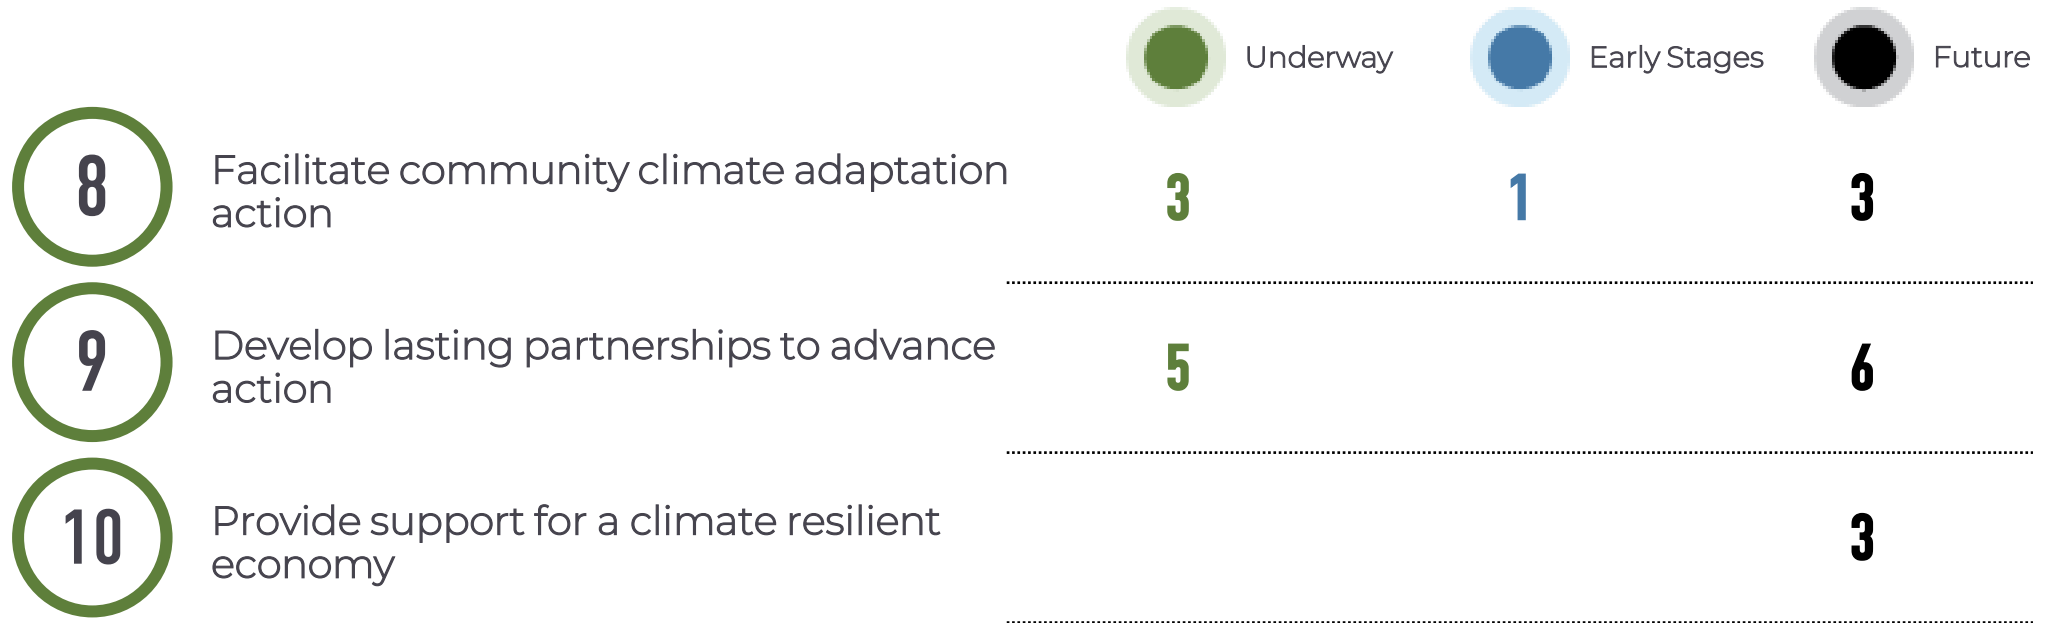 Underway Early Stages Future
8 Facilitate community climate adaptation
action
3 1 3
9 Develop lasting partnerships to advance
action
5 6
10 Provide support for a climate resilient
economy
3